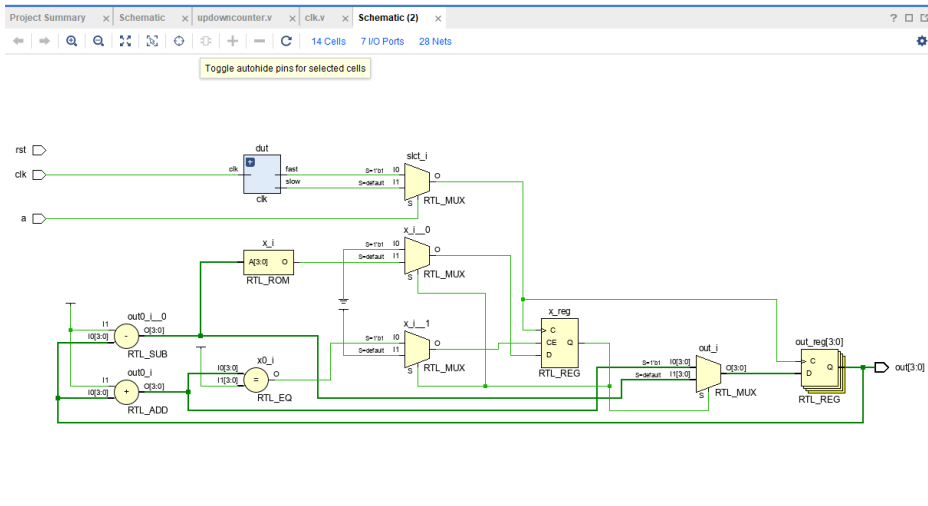 Project Summary × Schematic × updowncounter.v × clk.v × Schematic (2) × ?
14 Cells 7 I/O Ports 28 Nets
Toggle autohide pins for selected cells
rst
clk
a
dut
clk
fast
slow
clk
slct_i
S=1'b1 I0
S=default I1
O
S
RTL_MUX
x_i
A[3:0] O
RTL_ROM
x_i__0
S=1'b1 I0
S=default I1
O
S
RTL_MUX
x_i__1
S=1'b1 I0
S=default I1
O
S
RTL_MUX
out0_i__0
I1
I0[3:0]
-
O[3:0]
RTL_SUB
out0_i
I1
I0[3:0]
+
O[3:0]
RTL_ADD
x0_i
I0[3:0]
I1[3:0]
=
O
RTL_EQ
x_reg
C
CE Q
D
RTL_REG
out_i
S=1'b1 I0[3:0]
S=default I1[3:0]
O[3:0]
S
RTL_MUX
out_reg[3:0]
C
D Q
RTL_REG
out[3:0]